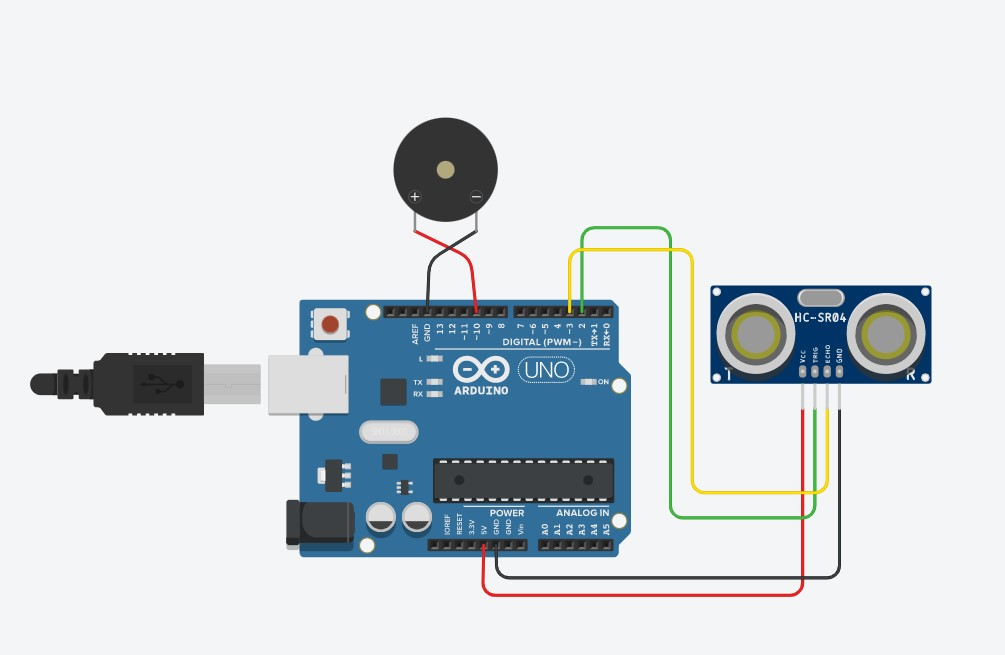 + −
AREF
GND
13
12
~11
~10
~9
8
7
~6
~5
4
~3
2
TX→1
RX←0
DIGITAL (PWM~)
L
TX
RX
ARDUINO
UNO
ON
HC-SR04
VCC
TRIG
ECHO
GND
T
R
POWER
ANALOG IN
IOREF
RESET
3.3V
5V
GND
GND
Vin
A0
A1
A2
A3
A4
A5